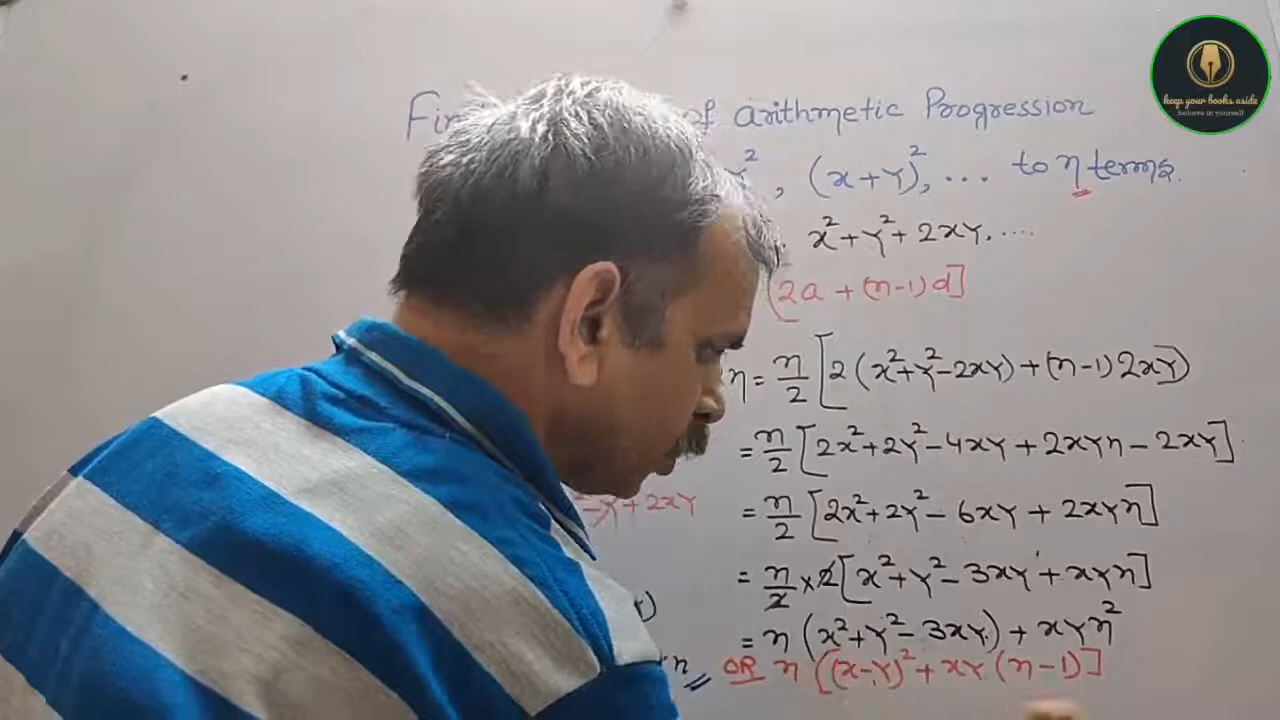 of arithmetic Progression
y², (x+y)², ... to n terms.
x²+y²+2xy, ....
[2a + (n-1)d]
n = n/2 [2(x²+y²-2xy)+(n-1)2xy)
= n/2 [2x²+2y²-4xy+2xyn-2xy]
-y²+2xy
= n/2 [2x²+2y²-6xy+2xyn]
= n/2 × 2[x²+y²-3xy+xyn]
= n(x²+y²-3xy)+xyn²
OR n[(x-y)²+xy(n-1)]
keep your books aside
believe in yourself